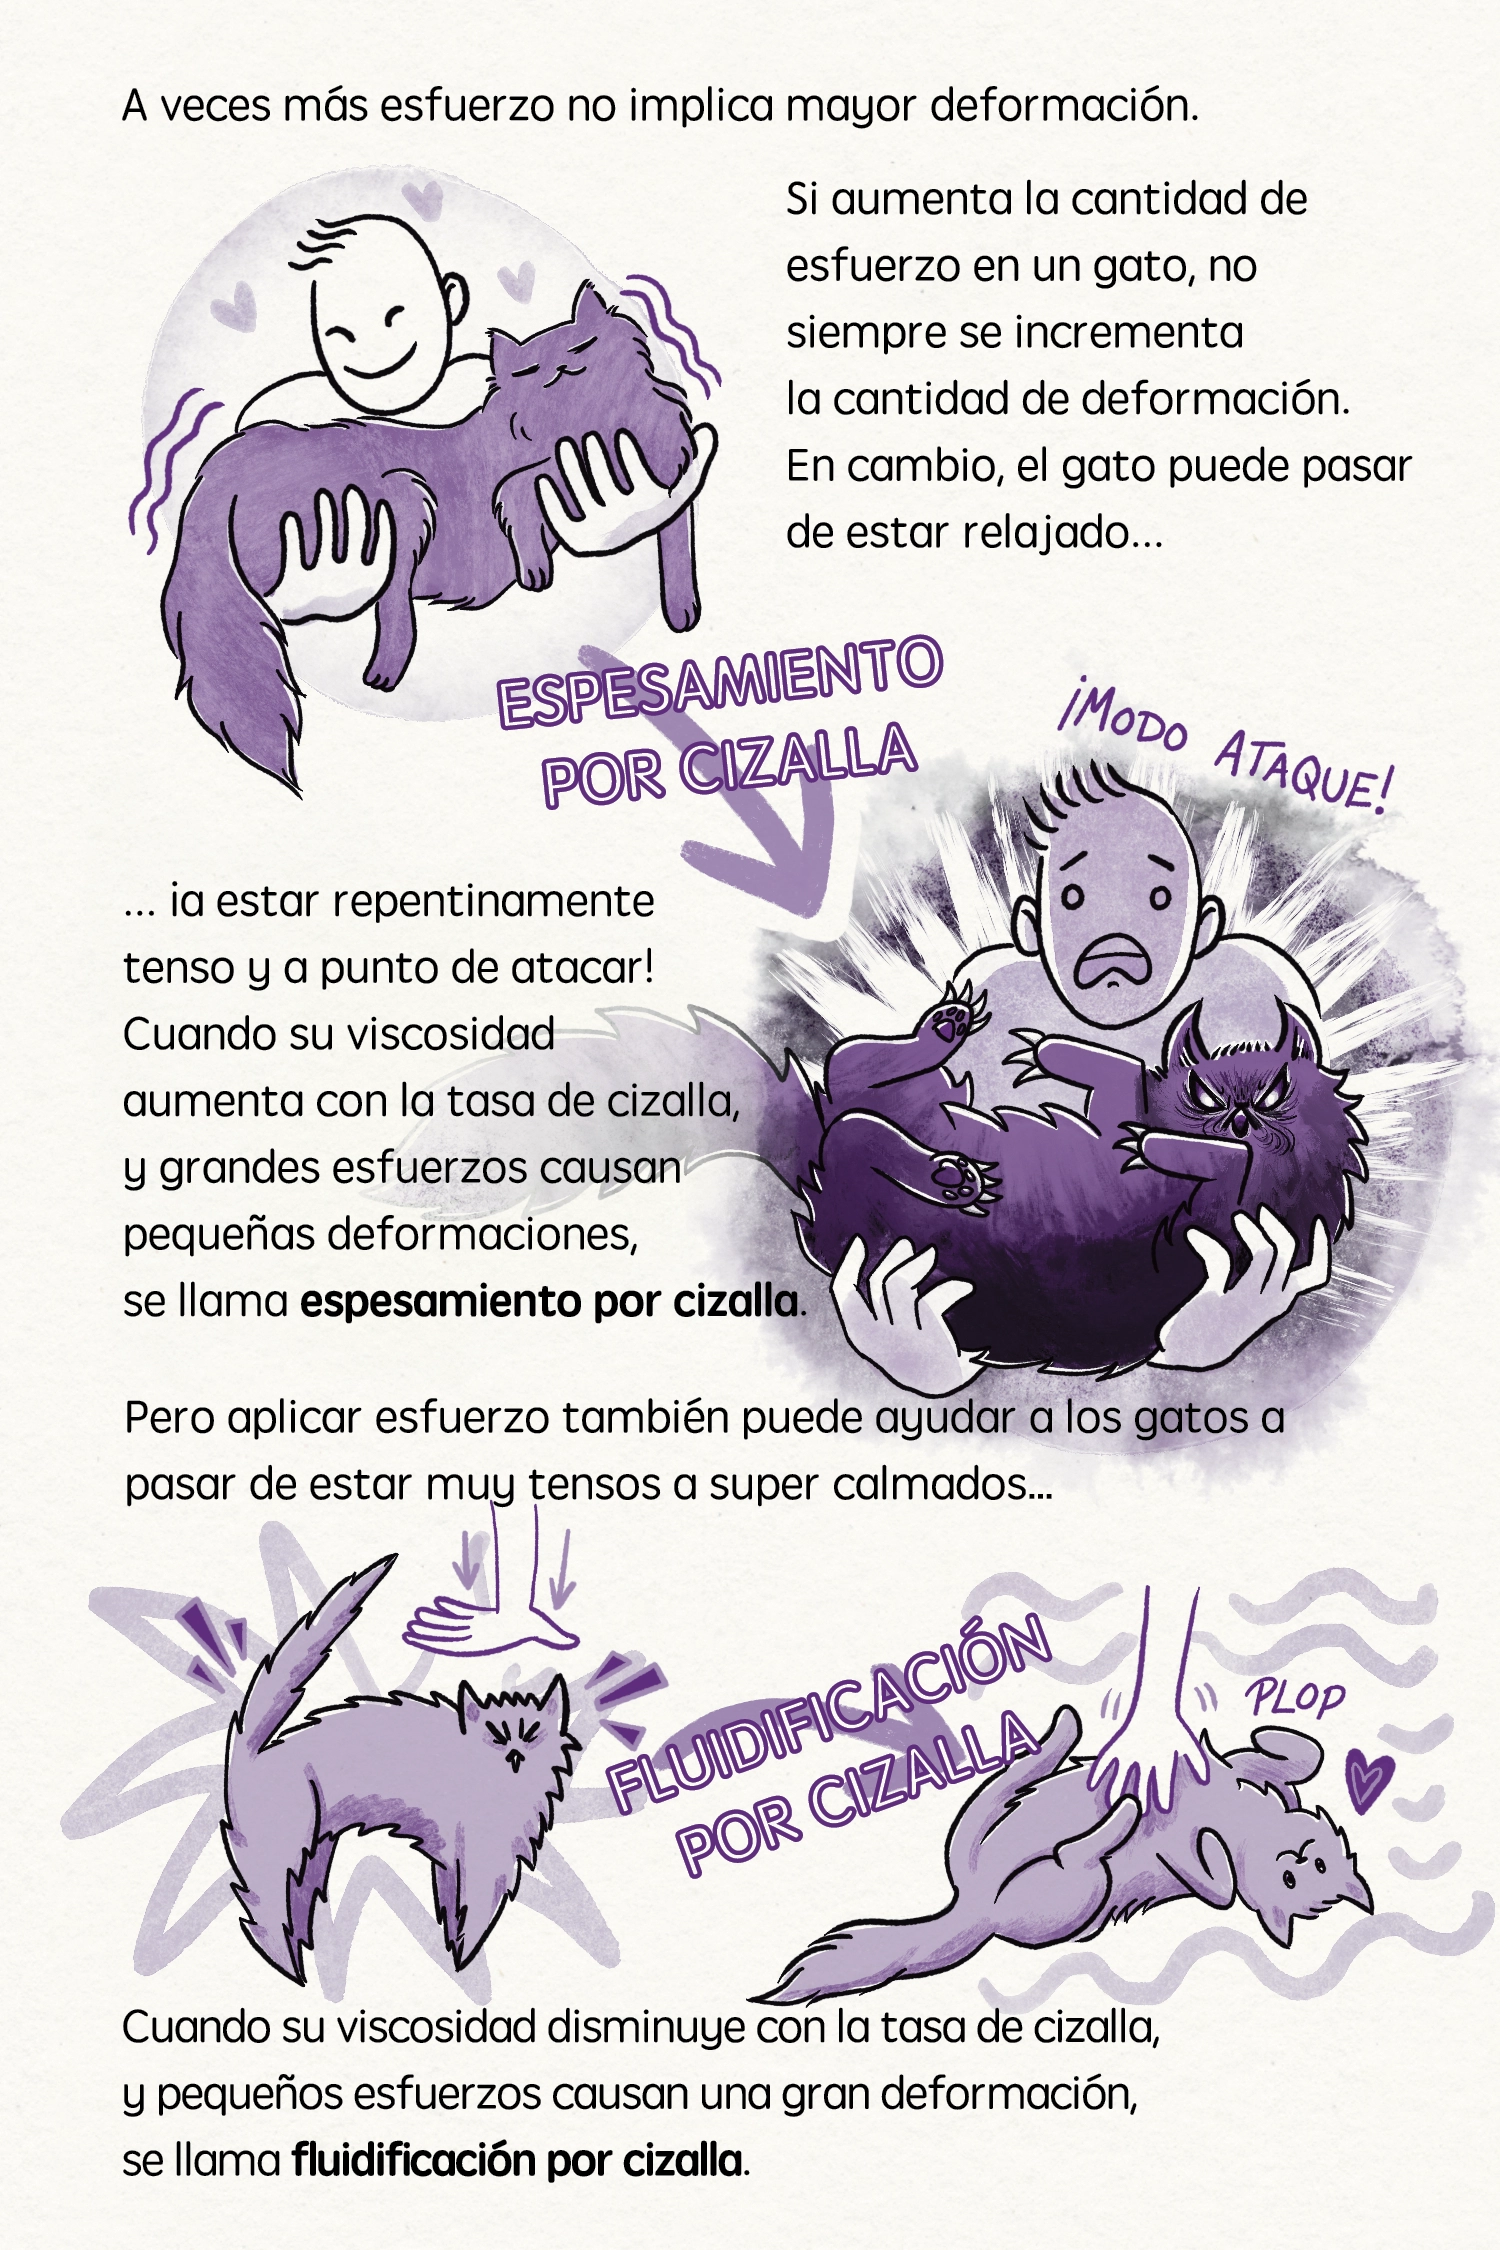 A veces más esfuerzo no implica mayor deformación.
Si aumenta la cantidad de
esfuerzo en un gato, no
siempre se incrementa
la cantidad de deformación.
En cambio, el gato puede pasar
de estar relajado...
ESPESAMIENTO
POR CIZALLA
¡MODO ATAQUE!
... ¡a estar repentinamente
tenso y a punto de atacar!
Cuando su viscosidad
aumenta con la tasa de cizalla,
y grandes esfuerzos causan
pequeñas deformaciones,
se llama espesamiento por cizalla.
Pero aplicar esfuerzo también puede ayudar a los gatos a
pasar de estar muy tensos a super calmados...
FLUIDIFICACIÓN
POR CIZALLA
PLOP
Cuando su viscosidad disminuye con la tasa de cizalla,
y pequeños esfuerzos causan una gran deformación,
se llama fluidificación por cizalla.